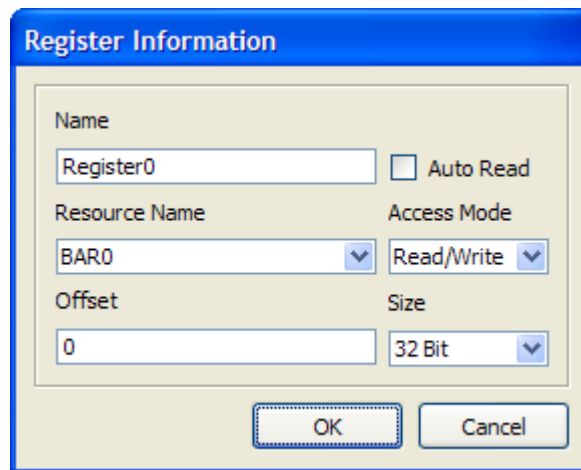 Register Information
Name
Register0
Auto Read
Resource Name
Access Mode
BAR0
Read/Write
Offset
Size
0
32 Bit
OK
Cancel